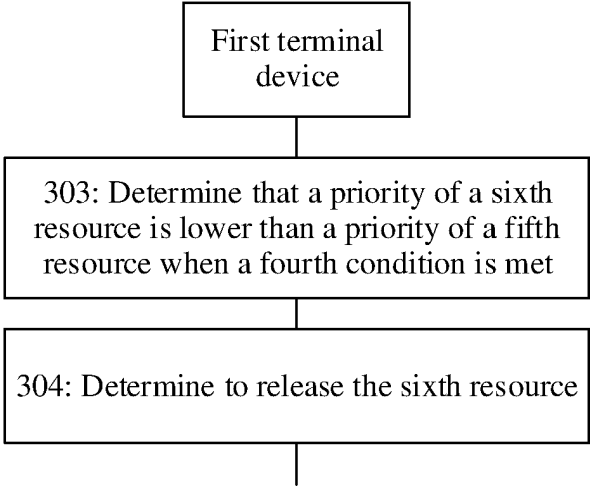 First terminal
device
303: Determine that a priority of a sixth
resource is lower than a priority of a fifth
resource when a fourth condition is met
304: Determine to release the sixth resource